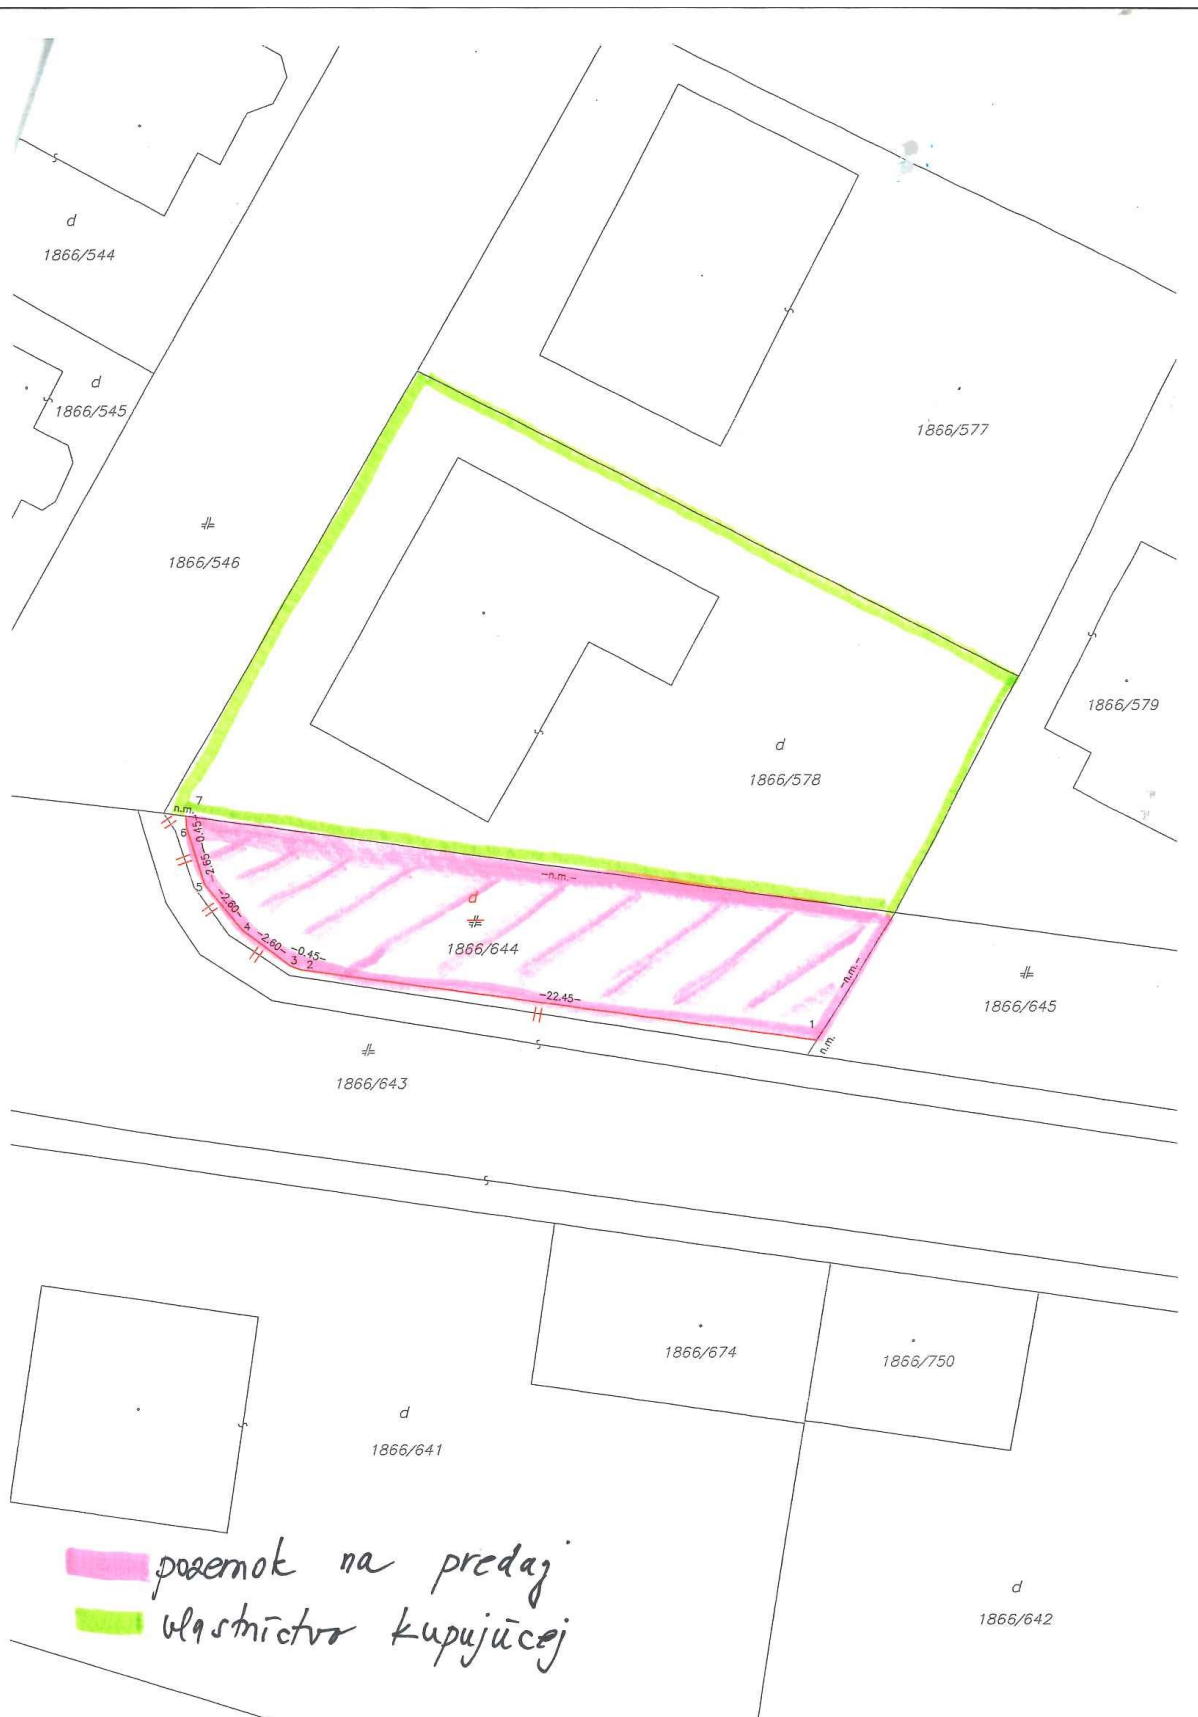 d
1866/544
d
1866/545
1866/577
1866/546
1866/579
d
1866/578
7
n.m.
6
-0.45-
2.65
5
-2.60-
4
-2.60-
3
-0.45-
2
-n.m.-
d
1866/644
-22.45-
-n.m.-
1
n.m.
1866/645
1866/643
1866/674
1866/750
d
1866/641
pozemok na predaj
vlastníctvo kupujúcej
d
1866/642